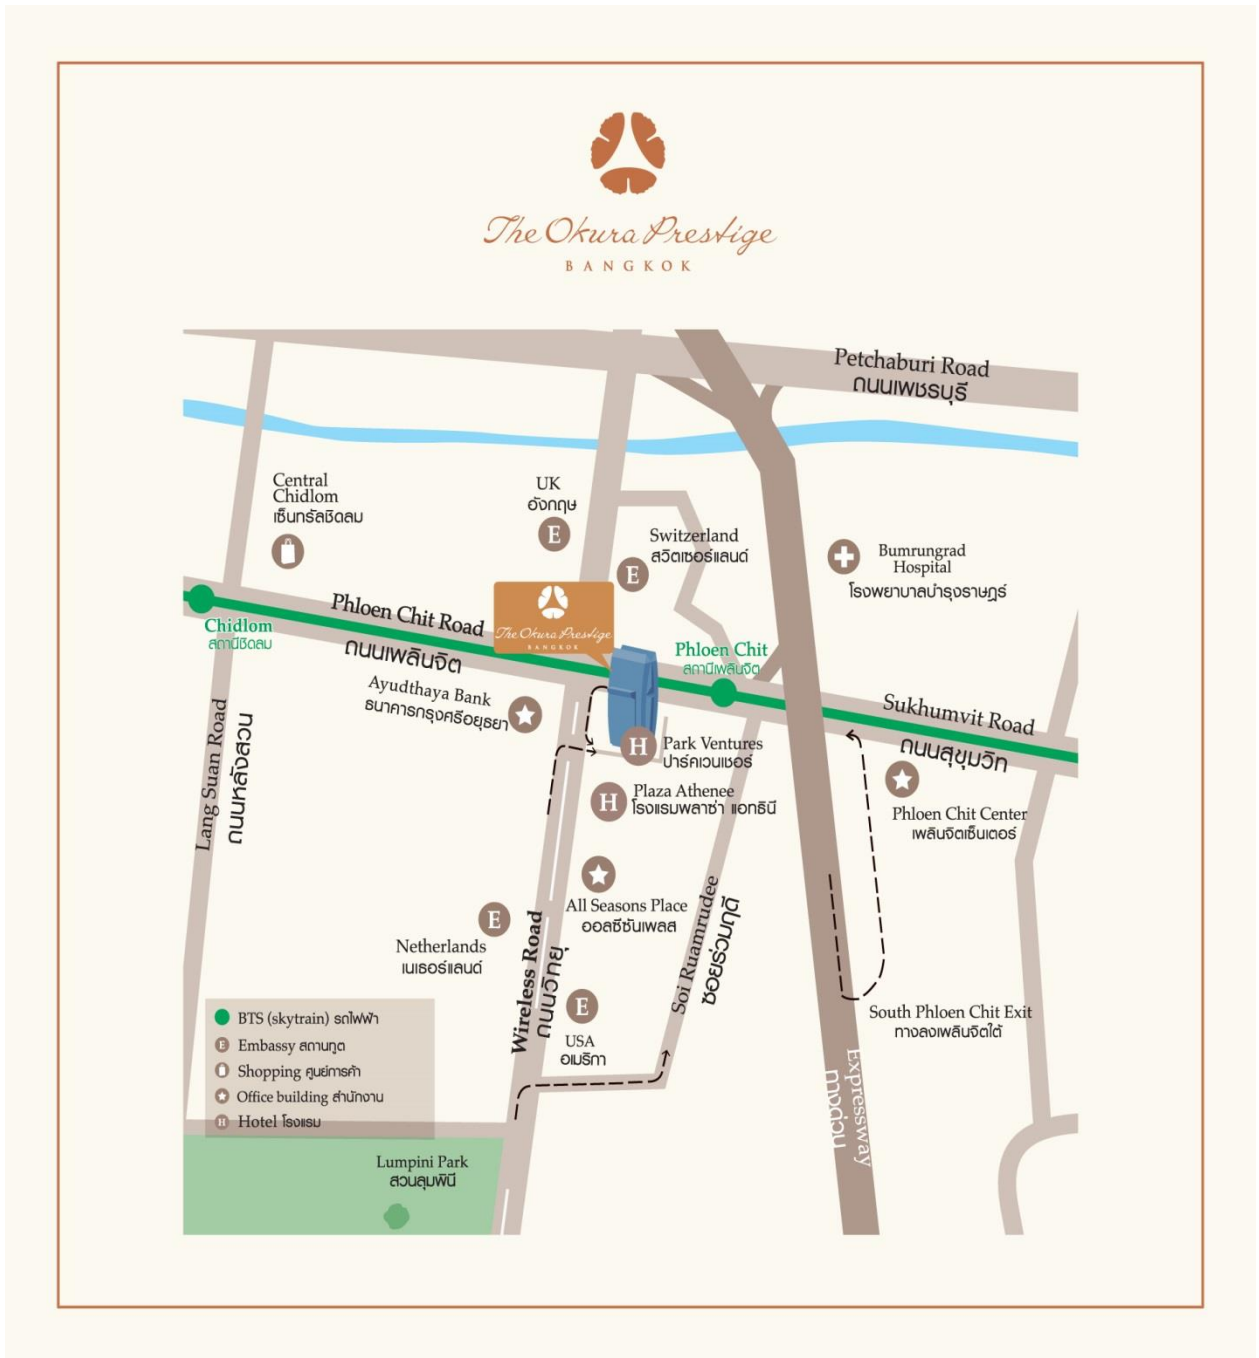 The Okura Prestige
BANGKOK
Petchaburi Road
ถนนเพชรบุรี
Central
Chidlom
เซ็นทรัลชิดลม
UK
อังกฤษ
E
Switzerland
สวิตเซอร์แลนด์
E
Bumrungrad
Hospital
โรงพยาบาลบำรุงราษฎร์
Phloen Chit Road
ถนนเพลินจิต
The Okura Prestige
BANGKOK
Chidlom
สถานีชิดลม
Phloen Chit
สถานีเพลินจิต
Ayudthaya Bank
ธนาคารกรุงศรีอยุธยา
Sukhumvit Road
ถนนสุขุมวิท
H
Park Ventures
ปาร์คเวนเชอร์
H
Plaza Athenee
โรงแรมพลาซ่า แอทธินี
Phloen Chit Center
เพลินจิตเซ็นเตอร์
Lang Suan Road
ถนนหลังสวน
All Seasons Place
ออลซีซันเพลส
E
Netherlands
เนเธอร์แลนด์
Wireless Road
ถนนวิทยุ
Soi Ruamrudee
ซอยร่วมฤดี
E
USA
อเมริกา
South Phloen Chit Exit
ทางลงเพลินจิตใต้
Expressway
ทางด่วน
BTS (skytrain) รถไฟฟ้า
E Embassy สถานทูต
Shopping ศูนย์การค้า
Office building สำนักงาน
H Hotel โรงแรม
Lumpini Park
สวนลุมพินี